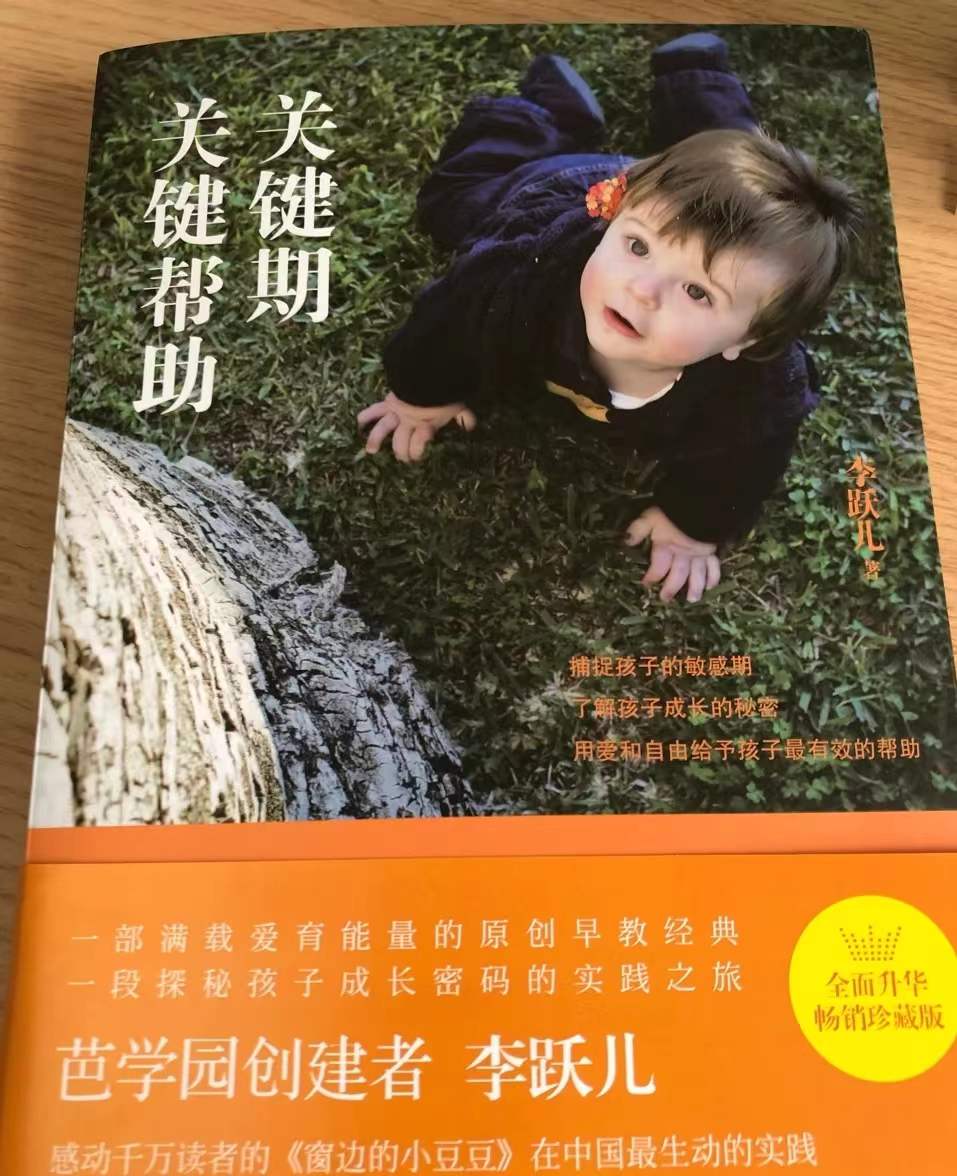 关键期
关键帮助
李跃儿 著
捕捉孩子的敏感期
了解孩子成长的秘密
用爱和自由给予孩子最有效的帮助
一部满载爱育能量的原创早教经典
一段探秘孩子成长密码的实践之旅
全面升华
畅销珍藏版
芭学园创建者 李跃儿
感动千万读者的《窗边的小豆豆》在中国最生动的实践